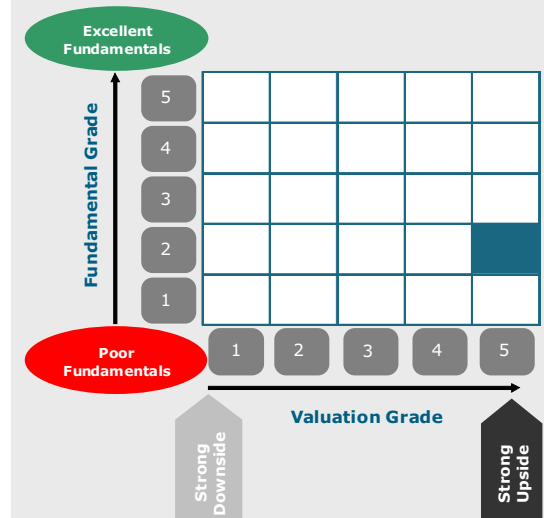 Excellent
Fundamentals
Fundamental Grade
5
4
3
2
1
Poor
Fundamentals
1
2
3
4
5
Valuation Grade
Strong
Downside
Strong
Upside